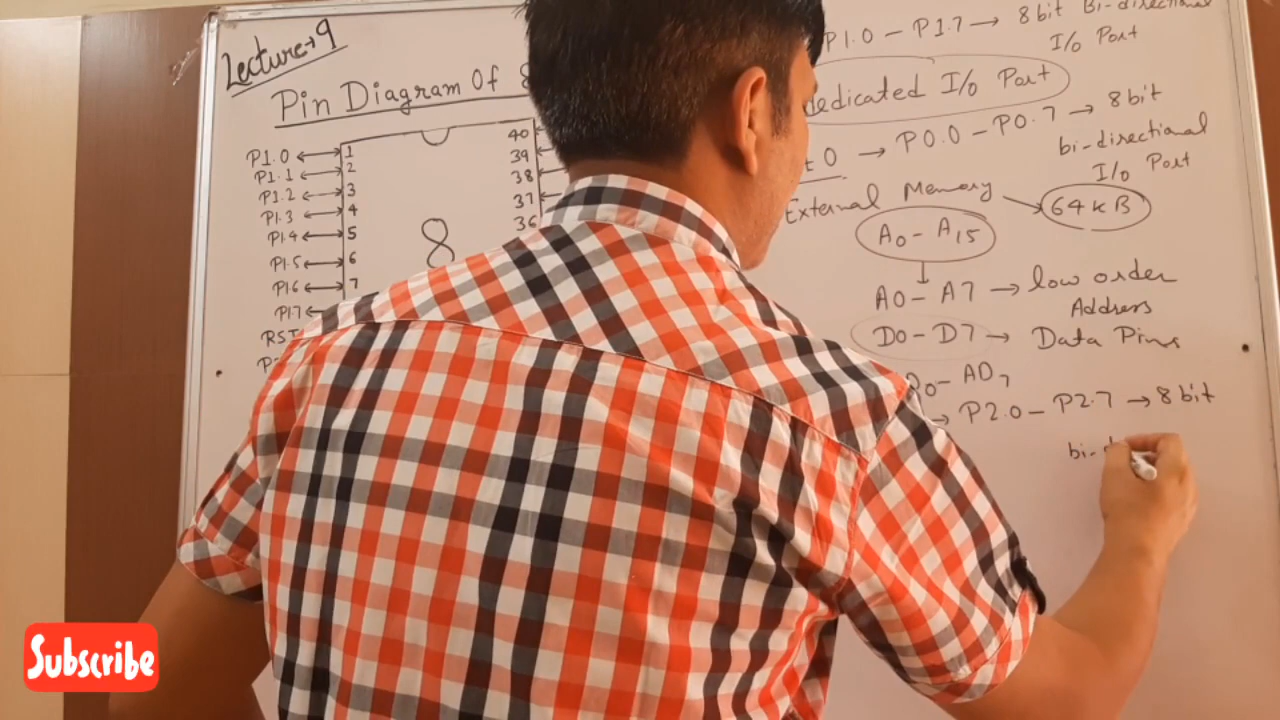 Lecture→9
Pin Diagram Of 8
P1.0 ↔ 1
P1.1 ↔ 2
P1.2 ↔ 3
P1.3 ↔ 4
P1.4 ↔ 5
P1.5 ↔ 6
P1.6 ↔ 7
P1.7 ↔
RST
40
39
38
37
36
8
P1.0 – P1.7 → 8 bit Bi-directional
I/o Port
dedicated I/o Port
0 → P0.0 – P0.7 → 8 bit
bi-directional
I/o Port
External Memory → 64 kB
A0 – A15
↓
A0 – A7 → low order
Address
D0 – D7 → Data Pins
D0 – AD7
→ P2.0 – P2.7 → 8 bit
bi-d
Subscribe